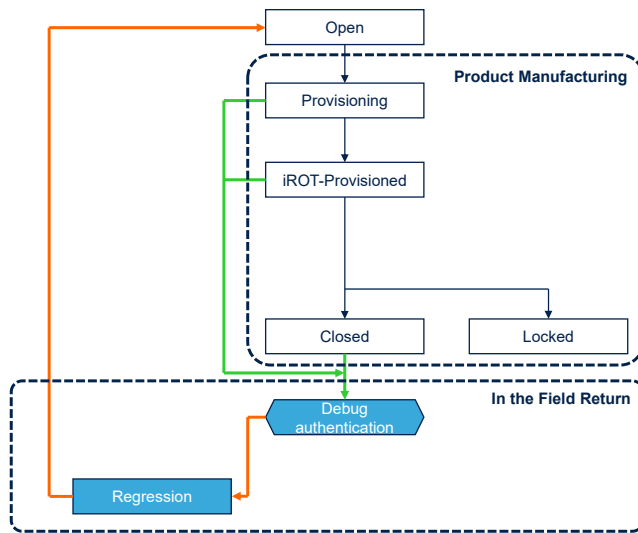 Open
Product Manufacturing
Provisioning
iROT-Provisioned
Closed
Locked
In the Field Return
Debug
authentication
Regression